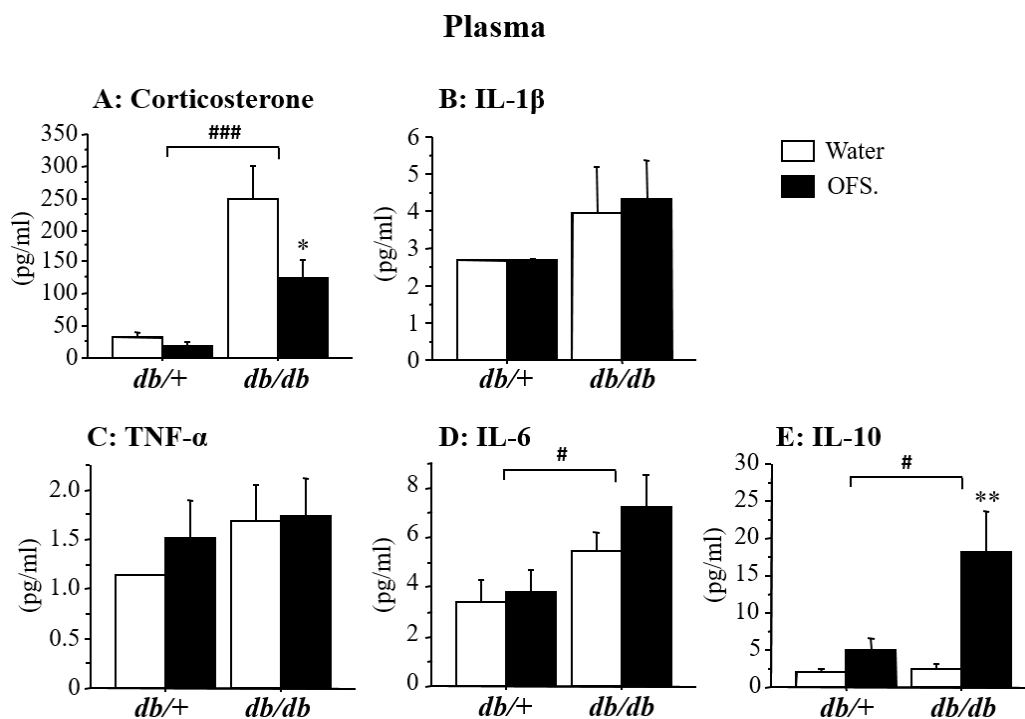 Plasma
A: Corticosterone
###
350
300
250
200
150
100
50
0
(pg/ml)
*
db/+
db/db
B: IL-1β
6
5
4
3
2
1
0
(pg/ml)
db/+
db/db
Water
OFS.
C: TNF-α
2.0
1.5
1.0
0.5
0
(pg/ml)
db/+
db/db
D: IL-6
#
8
6
4
2
0
(pg/ml)
db/+
db/db
E: IL-10
#
30
25
20
15
10
5
0
(pg/ml)
**
db/+
db/db